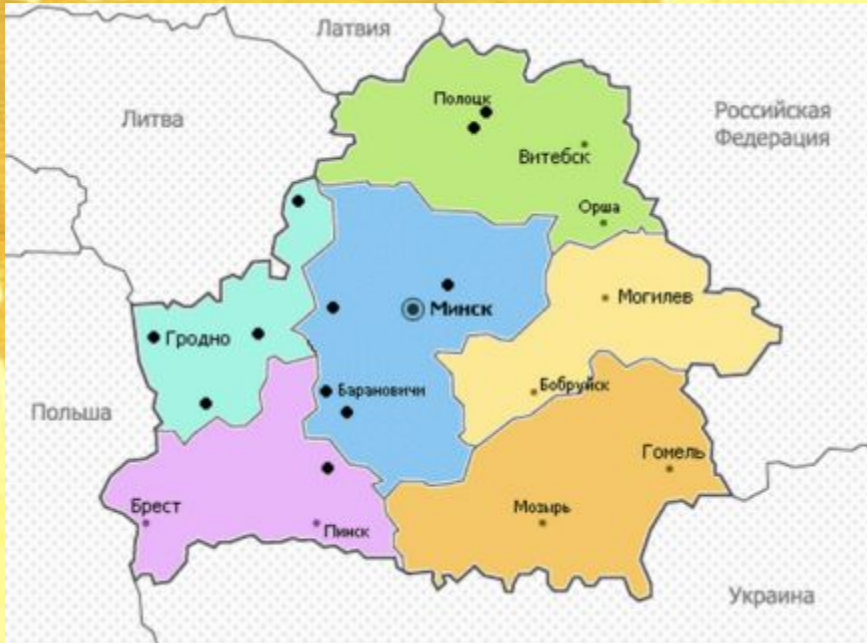 Латвия
Литва
Полоцк
Российская
Федерация
Витебск
Орша
Могилев
Минск
Гродно
Барановичи
Бобруйск
Польша
Гомель
Брест
Пинск
Мозырь
Украина